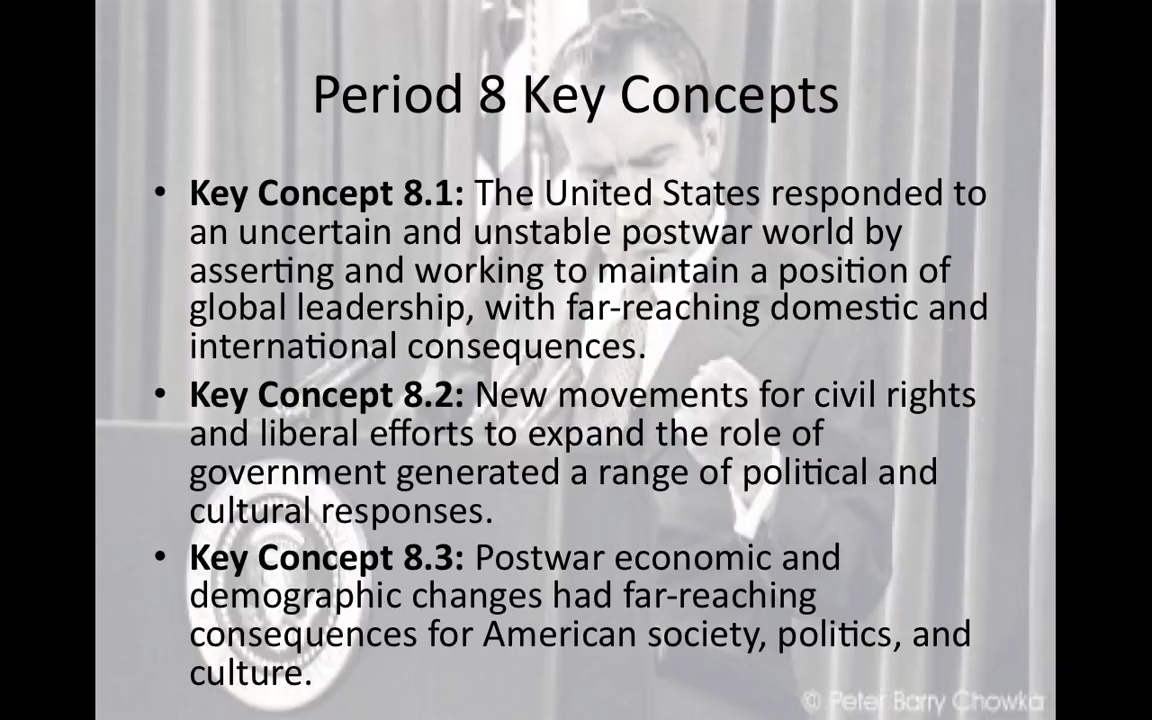 Period 8 Key Concepts
• Key Concept 8.1: The United States responded to
an uncertain and unstable postwar world by
asserting and working to maintain a position of
global leadership, with far-reaching domestic and
international consequences.
• Key Concept 8.2: New movements for civil rights
and liberal efforts to expand the role of
government generated a range of political and
cultural responses.
• Key Concept 8.3: Postwar economic and
demographic changes had far-reaching
consequences for American society, politics, and
culture.
© Peter Barry Chowka